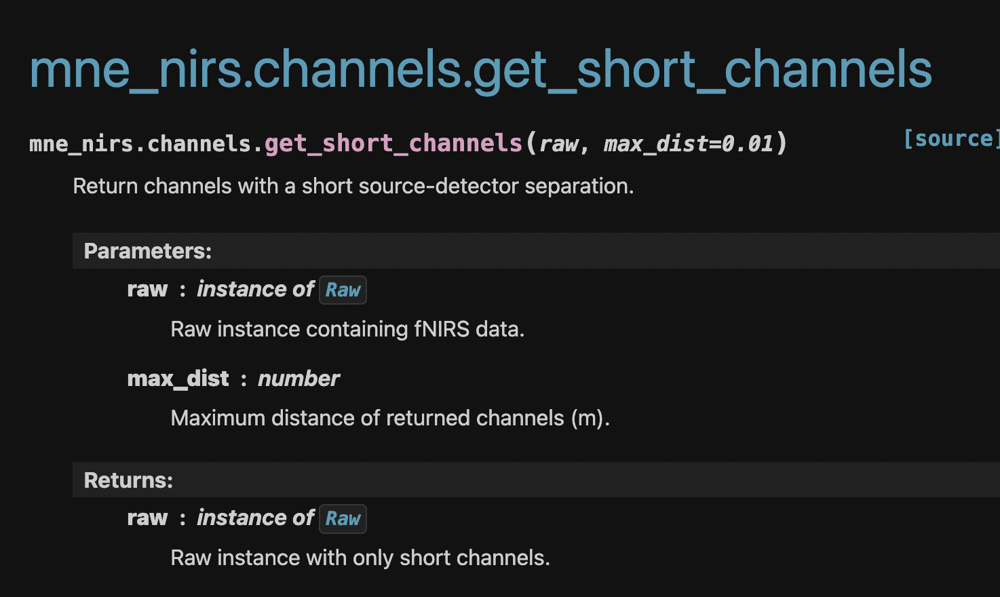 mne_nirs.channels.get_short_channels
mne_nirs.channels.get_short_channels(raw, max_dist=0.01) [source]
Return channels with a short source-detector separation.
Parameters:
raw : instance of Raw
Raw instance containing fNIRS data.
max_dist : number
Maximum distance of returned channels (m).
Returns:
raw : instance of Raw
Raw instance with only short channels.